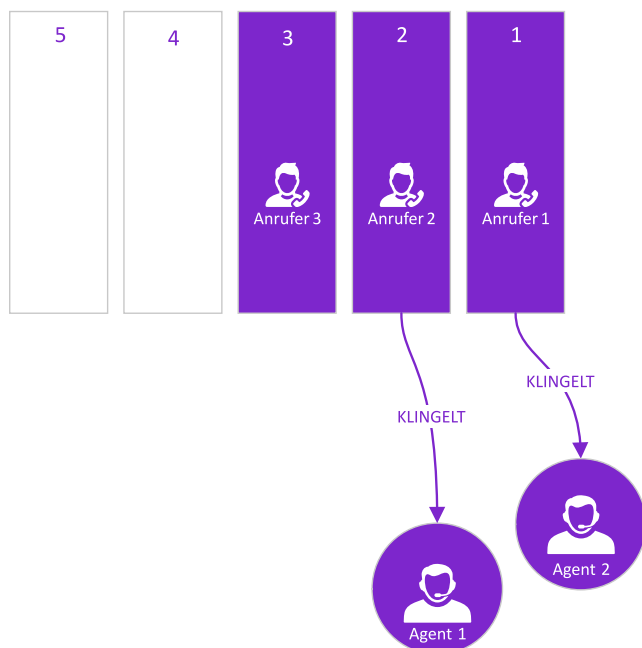 5
4
3
2
1
Anrufer 3
Anrufer 2
Anrufer 1
KLINGELT
KLINGELT
Agent 2
Agent 1